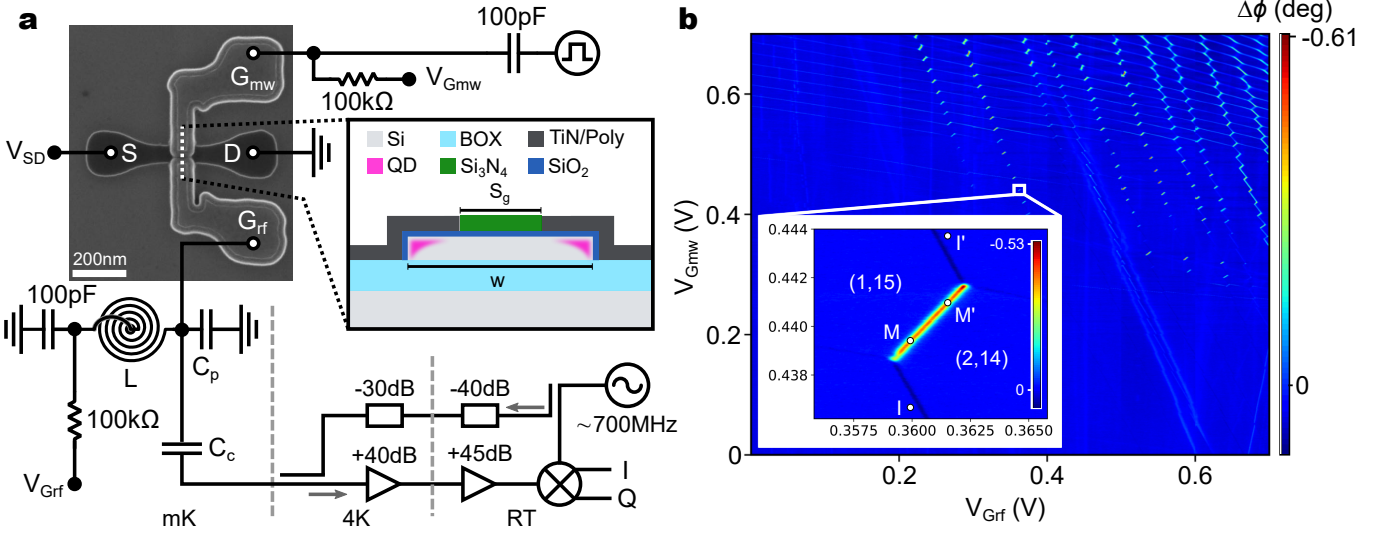 a
100pF
G_mw
V_Gmw
100kΩ
V_SD
S
D
G_rf
200nm
Si
BOX
TiN/Poly
QD
Si₃N₄
SiO₂
S_g
w
100pF
L
C_p
100kΩ
C_c
V_Grf
-30dB
-40dB
~700MHz
+40dB
+45dB
I
Q
mK
4K
RT
b
Δϕ (deg)
-0.61
0
V_Gmw (V)
0.6
0.4
0.2
0
0.2
0.4
0.6
V_Grf (V)
0.444
0.442
0.440
0.438
0.3575
0.3600
0.3625
0.3650
(1,15)
(2,14)
I'
M'
M
I
-0.53
0